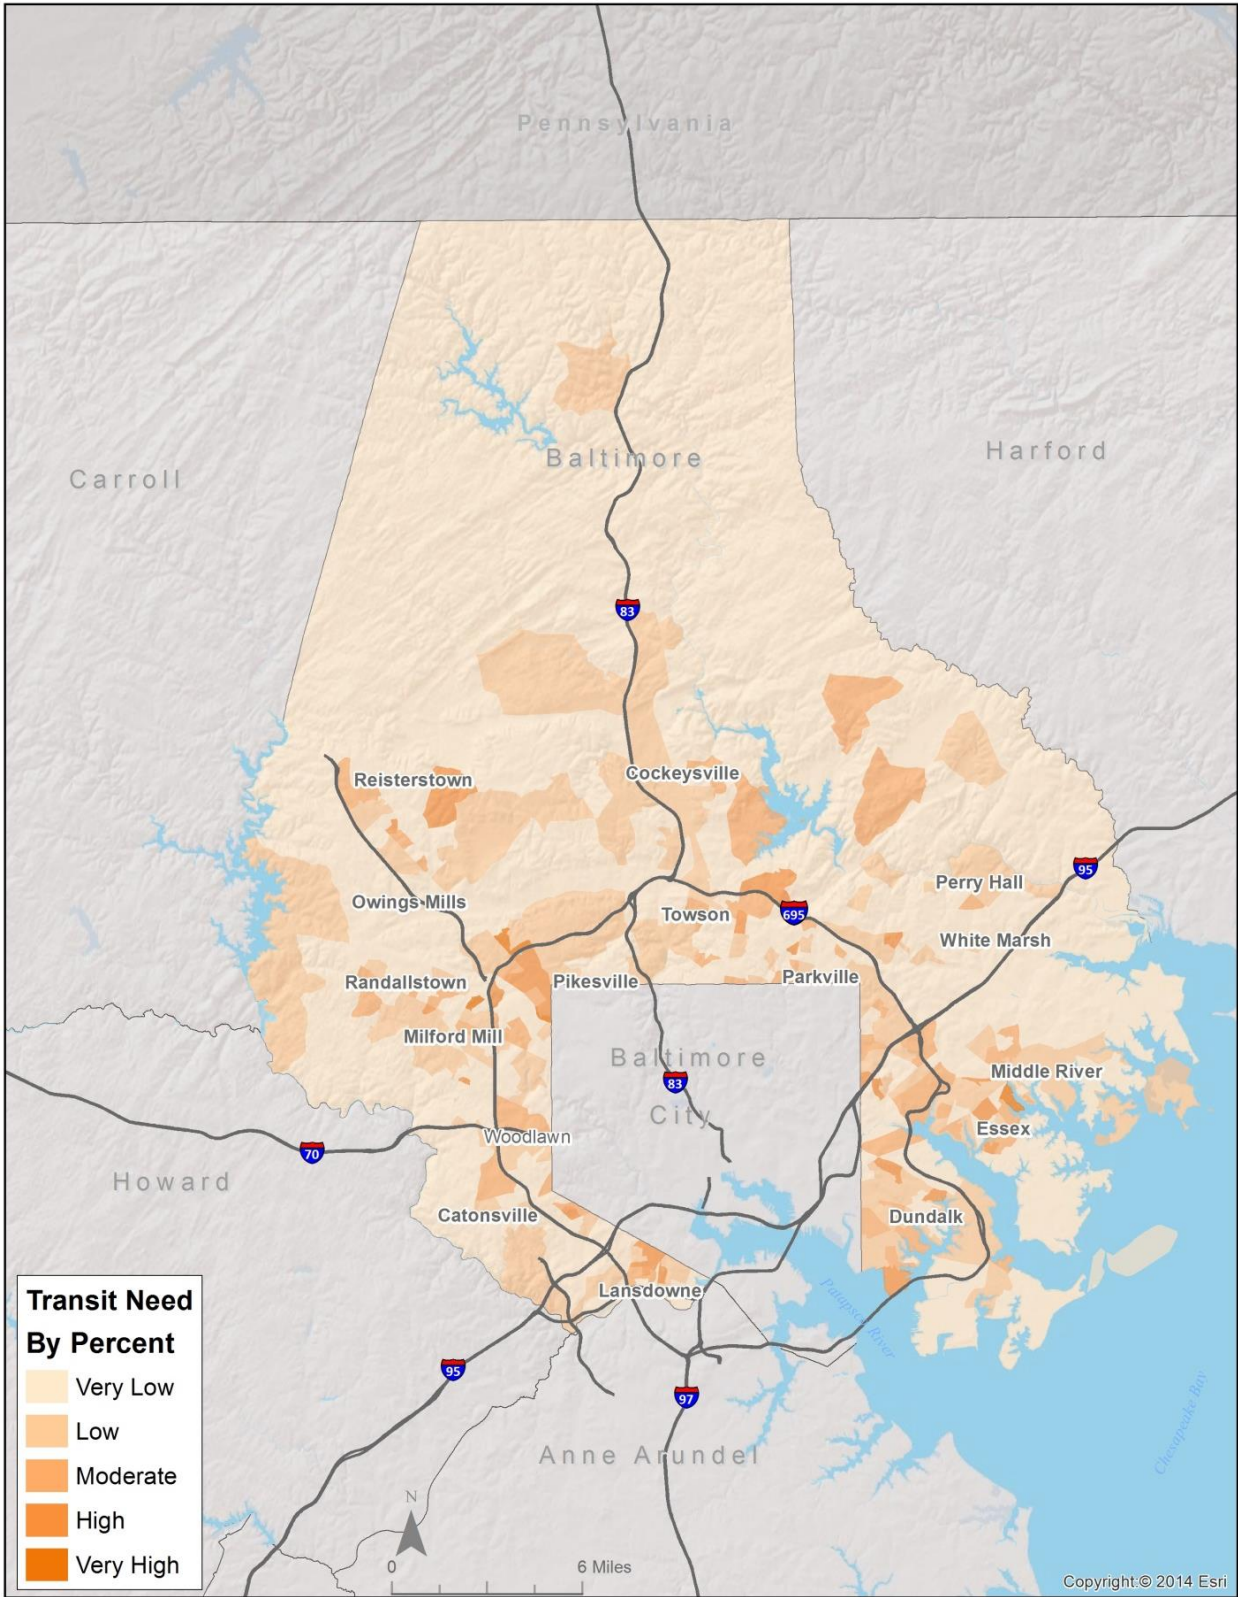 Pennsylvania
Carroll
Baltimore
Harford
83
Reisterstown
Cockeysville
Owings Mills
Towson
695
Perry Hall
95
White Marsh
Randallstown
Pikesville
Parkville
Milford Mill
Baltimore
City
83
Middle River
Essex
Woodlawn
70
Howard
Catonsville
Dundalk
Lansdowne
Patapsco River
95
97
Anne Arundel
Chesapeake Bay
Transit Need
By Percent
Very Low
Low
Moderate
High
Very High
N
0 6 Miles
Copyright:© 2014 Esri